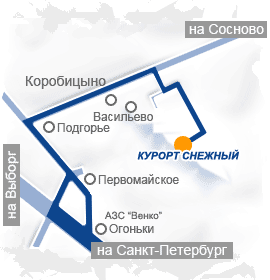 на Сосново
Коробицыно
Васильево
Подгорье
КУРОРТ СНЕЖНЫЙ
на Выборг
Первомайское
АЗС "Венко"
Огоньки
на Санкт-Петербург